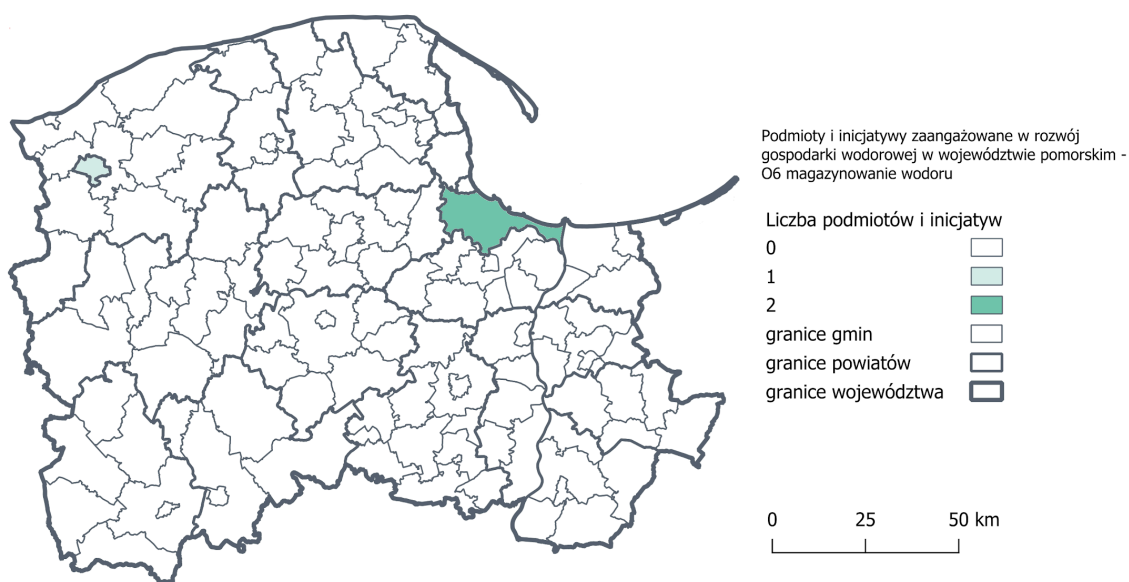 Podmioty i inicjatywy zaangażowane w rozwój
gospodarki wodorowej w województwie pomorskim -
O6 magazynowanie wodoru
Liczba podmiotów i inicjatyw
0
1
2
granice gmin
granice powiatów
granice województwa
0 25 50 km